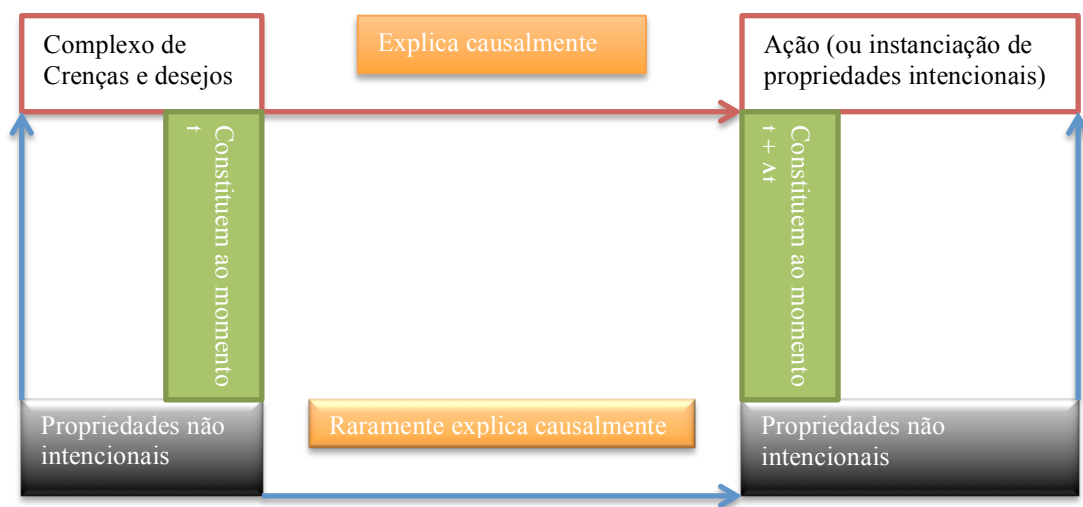 Complexo de
Crenças e desejos
Explica causalmente
Ação (ou instanciação de
propriedades intencionais)
Constituem ao momento
t
Constituem ao momento
t + Δt
Propriedades não
intencionais
Raramente explica causalmente
Propriedades não
intencionais